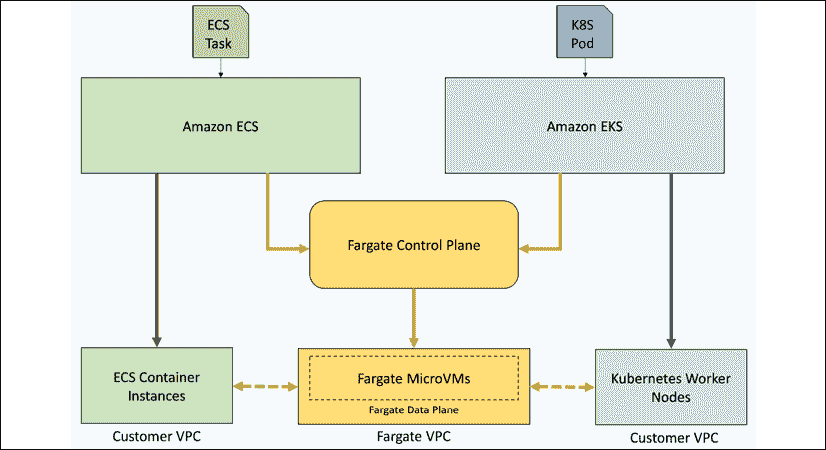 ECS
Task
K8S
Pod
Amazon ECS
Amazon EKS
Fargate Control Plane
ECS Container
Instances
Fargate MicroVMs
Fargate Data Plane
Kubernetes Worker
Nodes
Customer VPC
Fargate VPC
Customer VPC